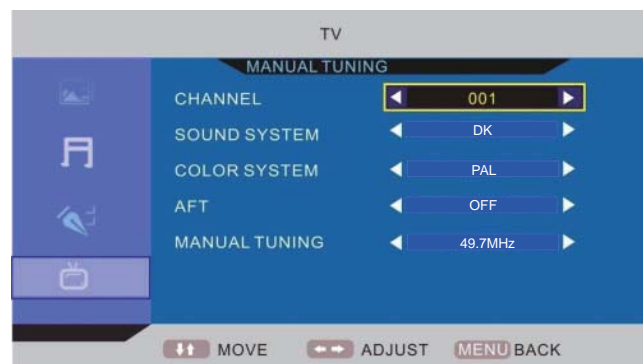 TV
MANUAL TUNING
CHANNEL 001
SOUND SYSTEM DK
COLOR SYSTEM PAL
AFT OFF
MANUAL TUNING 49.7MHz
MOVE ADJUST MENU BACK